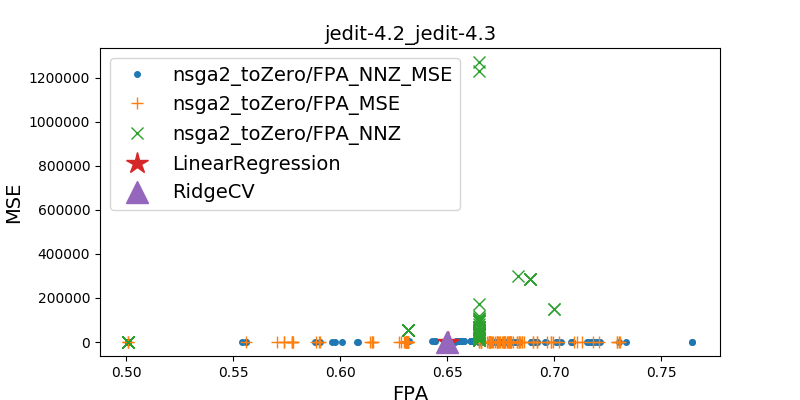 jedit-4.2_jedit-4.3
nsga2_toZero/FPA_NNZ_MSE
nsga2_toZero/FPA_MSE
nsga2_toZero/FPA_NNZ
LinearRegression
RidgeCV
MSE
1200000
1000000
800000
600000
400000
200000
0
0.50 0.55 0.60 0.65 0.70 0.75
FPA